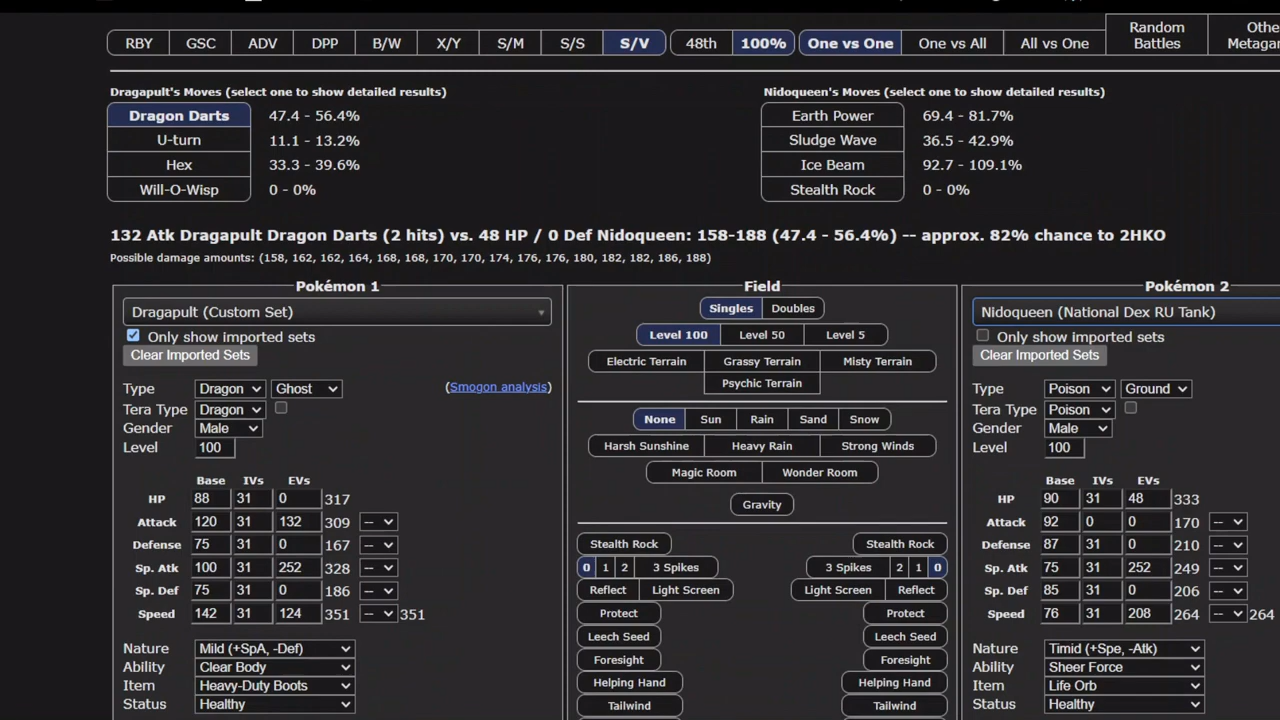 RBY GSC ADV DPP B/W X/Y S/M S/S S/V 48th 100% One vs One One vs All All vs One Random Battles
Dragapult's Moves (select one to show detailed results)
Dragon Darts 47.4 - 56.4%
U-turn 11.1 - 13.2%
Hex 33.3 - 39.6%
Will-O-Wisp 0 - 0%
Nidoqueen's Moves (select one to show detailed results)
Earth Power 69.4 - 81.7%
Sludge Wave 36.5 - 42.9%
Ice Beam 92.7 - 109.1%
Stealth Rock 0 - 0%
132 Atk Dragapult Dragon Darts (2 hits) vs. 48 HP / 0 Def Nidoqueen: 158-188 (47.4 - 56.4%) -- approx. 82% chance to 2HKO
Possible damage amounts: (158, 162, 162, 164, 168, 168, 170, 170, 174, 176, 176, 180, 182, 182, 186, 188)
Pokémon 1
Dragapult (Custom Set)
Only show imported sets
Clear Imported Sets
Type Dragon Ghost (Smogon analysis)
Tera Type Dragon
Gender Male
Level 100
Base IVs EVs
HP 88 31 0 317
Attack 120 31 132 309 --
Defense 75 31 0 167 --
Sp. Atk 100 31 252 328 --
Sp. Def 75 31 0 186 --
Speed 142 31 124 351 -- 351
Nature Mild (+SpA, -Def)
Ability Clear Body
Item Heavy-Duty Boots
Status Healthy
Field
Singles Doubles
Level 100 Level 50 Level 5
Electric Terrain Grassy Terrain Misty Terrain
Psychic Terrain
None Sun Rain Sand Snow
Harsh Sunshine Heavy Rain Strong Winds
Magic Room Wonder Room
Gravity
Stealth Rock Stealth Rock
0 1 2 3 Spikes 3 Spikes 2 1 0
Reflect Light Screen Light Screen Reflect
Protect Protect
Leech Seed Leech Seed
Foresight Foresight
Helping Hand Helping Hand
Tailwind Tailwind
Pokémon 2
Nidoqueen (National Dex RU Tank)
Only show imported sets
Clear Imported Sets
Type Poison Ground
Tera Type Poison
Gender Male
Level 100
Base IVs EVs
HP 90 31 48 333
Attack 92 0 0 170 --
Defense 87 31 0 210 --
Sp. Atk 75 31 252 249 --
Sp. Def 85 31 0 206 --
Speed 76 31 208 264 -- 264
Nature Timid (+Spe, -Atk)
Ability Sheer Force
Item Life Orb
Status Healthy